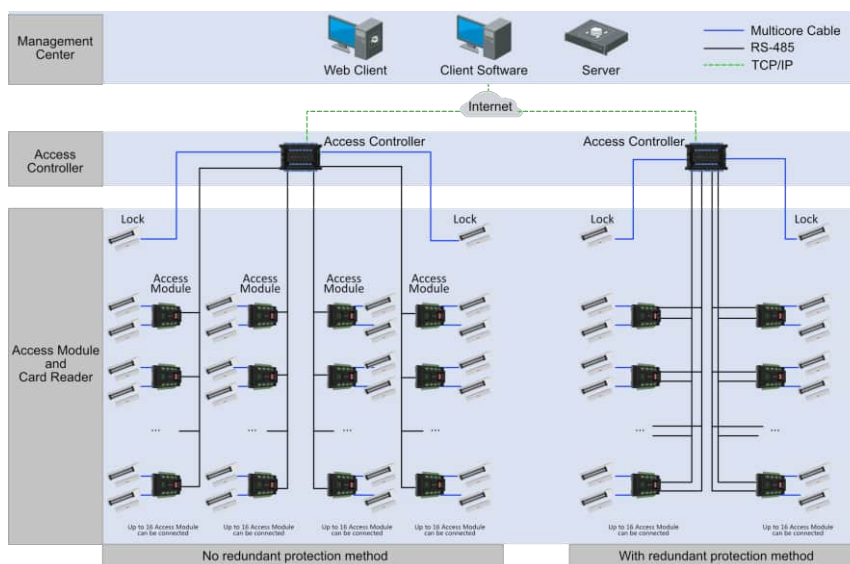 Management
Center
Web Client
Client Software
Server
Multicore Cable
RS-485
TCP/IP
Internet
Access
Controller
Access Controller
Access Controller
Lock
Lock
Lock
Lock
Access
Module
Access
Module
Access
Module
Access
Module
Access Module
and
Card Reader
...
...
...
...
...
...
Up to 16 Access Module
can be connected
Up to 16 Access Module
can be connected
Up to 16 Access Module
can be connected
Up to 16 Access Module
can be connected
Up to 16 Access Module
can be connected
Up to 16 Access Module
can be connected
No redundant protection method
With redundant protection method